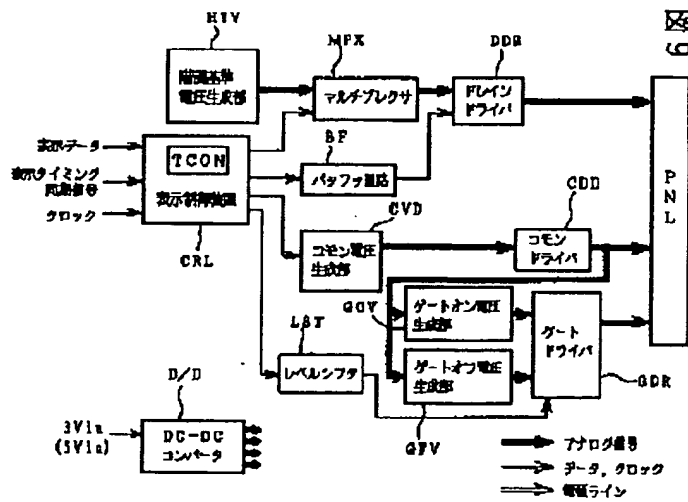 図 9
HTV
階調基準
電圧生成部
MPX
マルチプレクサ
DDR
ドレイン
ドライバ
表示データ
表示タイミング
同期信号
クロック
TCON
表示制御装置
CRL
BF
バッファ回路
CVD
コモン電圧
生成部
CDD
コモン
ドライバ
PNL
GOV
ゲートオン電圧
生成部
ゲートオフ電圧
生成部
GFV
ゲート
ドライバ
GDR
LST
レベルシフタ
D/D
3V1n
(5V1n)
DC-DC
コンバータ
アナログ信号
データ, クロック
電源ライン